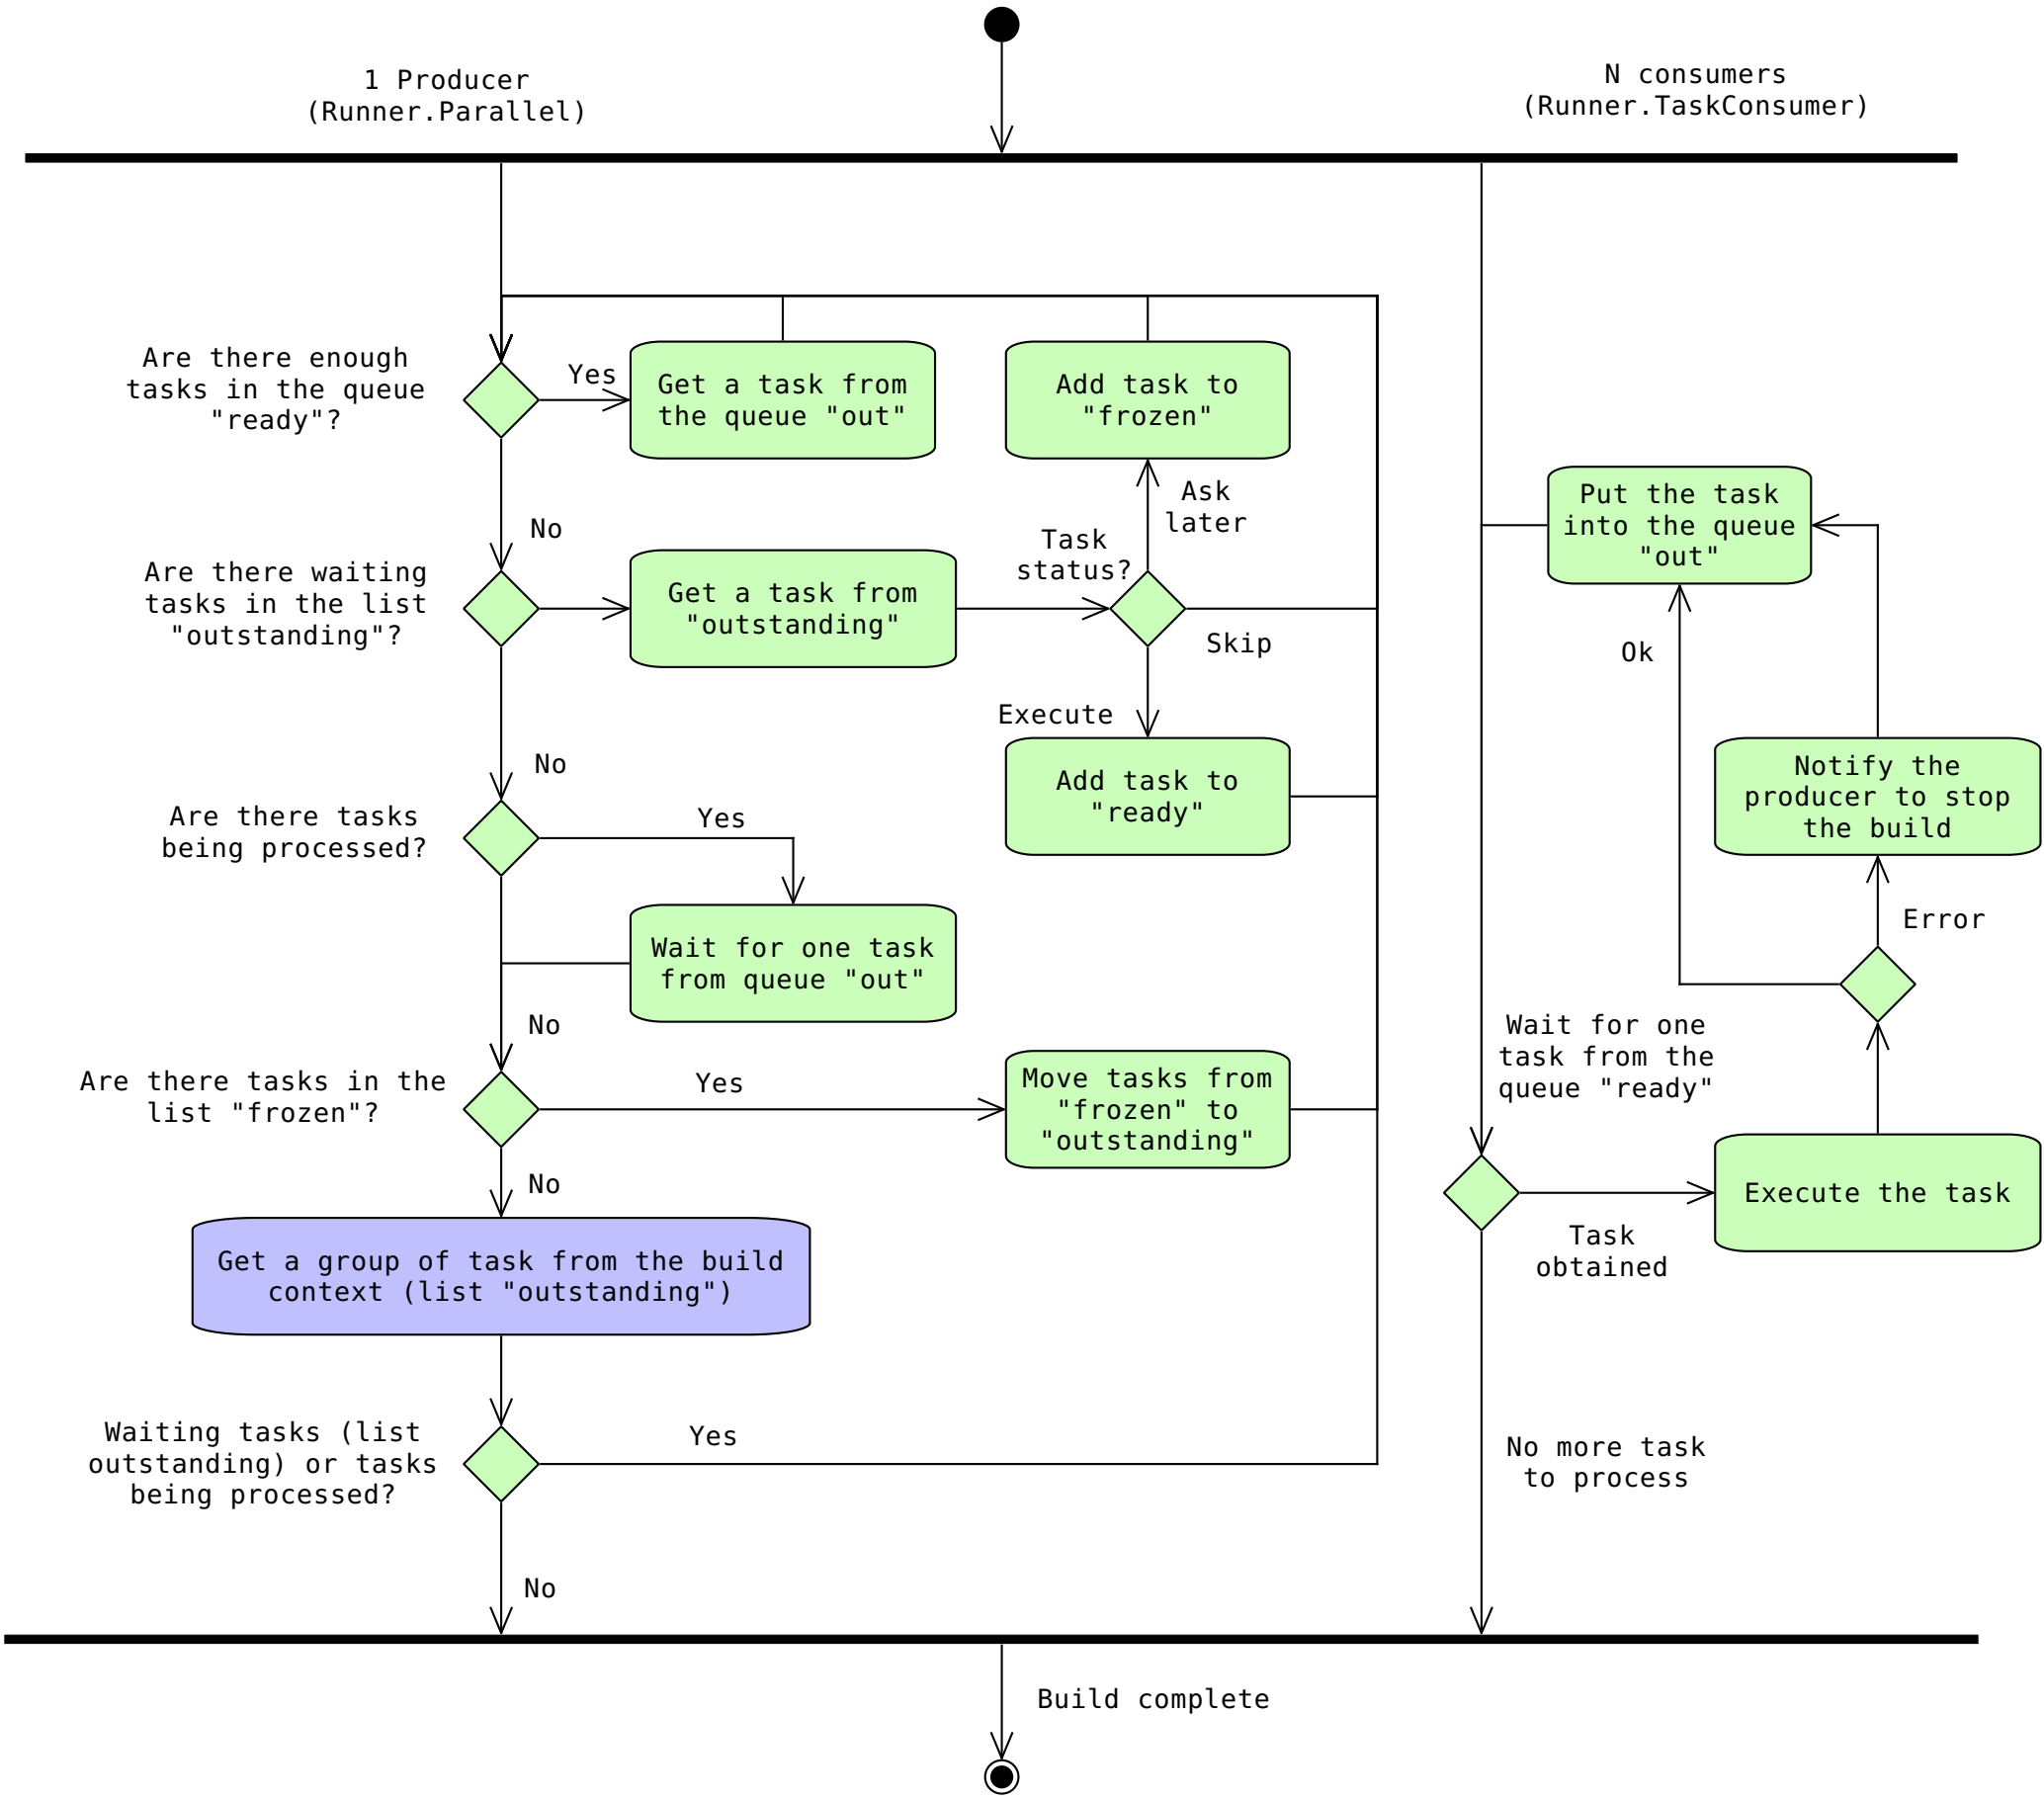 1 Producer
(Runner.Parallel)
N consumers
(Runner.TaskConsumer)
Are there enough
tasks in the queue
"ready"?
Yes
Get a task from
the queue "out"
Add task to
"frozen"
Ask
later
No
Put the task
into the queue
"out"
Are there waiting
tasks in the list
"outstanding"?
Get a task from
"outstanding"
Task
status?
Skip
Ok
Execute
No
Add task to
"ready"
Notify the
producer to stop
the build
Are there tasks
being processed?
Yes
Wait for one task
from queue "out"
Error
No
Wait for one
task from the
queue "ready"
Are there tasks in the
list "frozen"?
Yes
Move tasks from
"frozen" to
"outstanding"
No
Execute the task
Task
obtained
Get a group of task from the build
context (list "outstanding")
Waiting tasks (list
outstanding) or tasks
being processed?
Yes
No more task
to process
No
Build complete